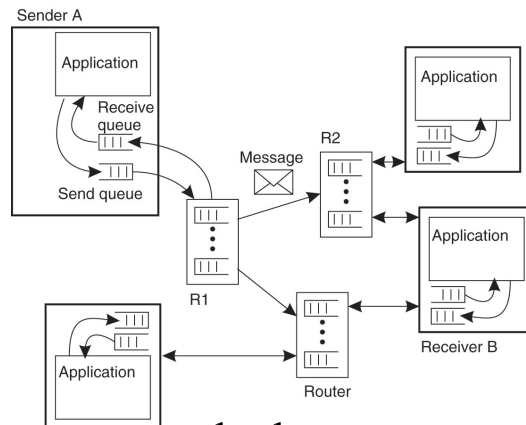 Sender A
Application
Receive
queue
Send queue
Message
R2
Application
R1
Application
Receiver B
Application
Router